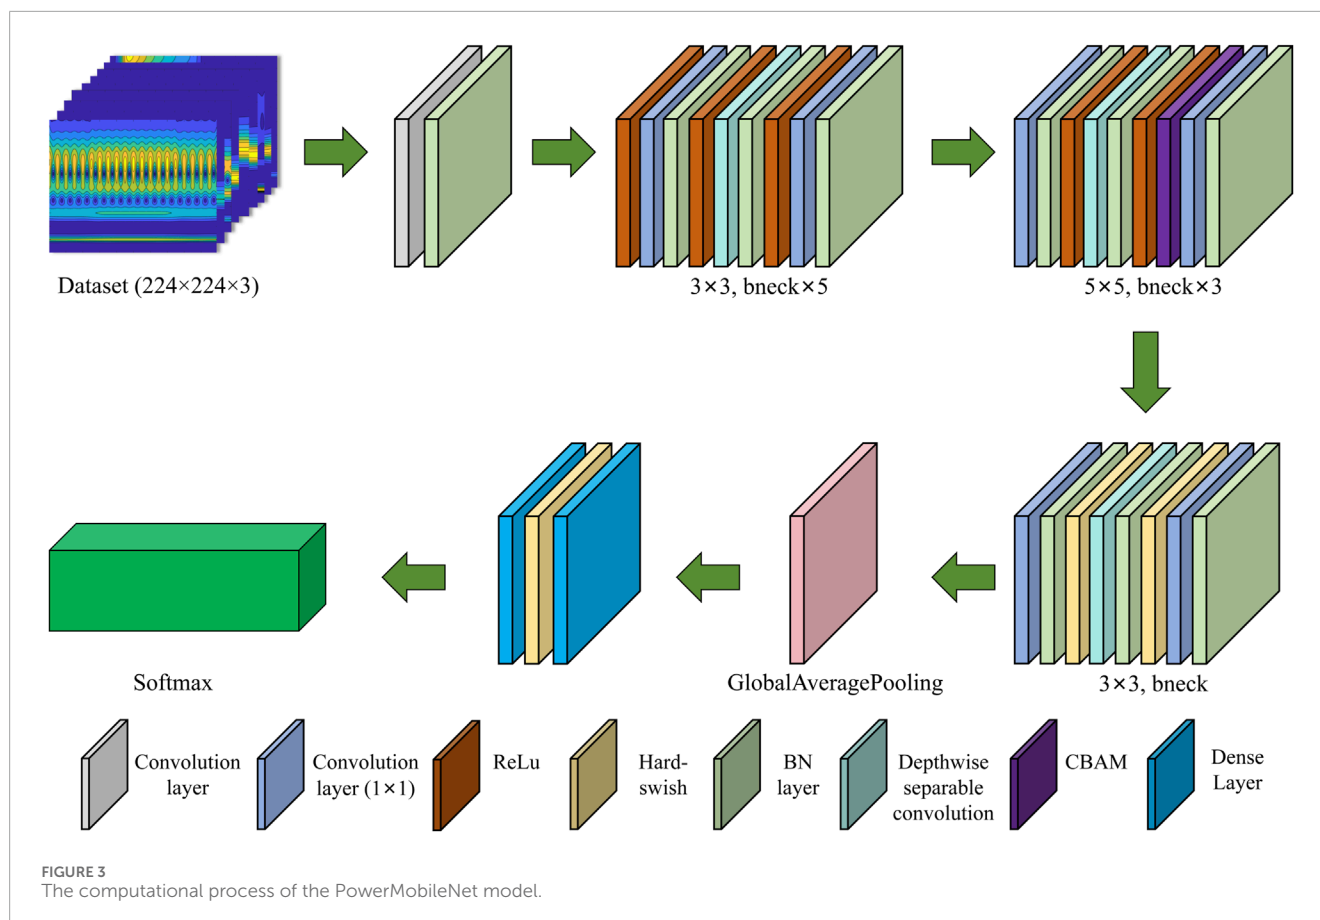 Dataset (224×224×3)
3×3, bneck×5
5×5, bneck×3
Softmax
GlobalAveragePooling
3×3, bneck
Convolution
layer
Convolution
layer (1×1)
ReLu
Hard-
swish
BN
layer
Depthwise
separable
convolution
CBAM
Dense
Layer
FIGURE 3
The computational process of the PowerMobileNet model.